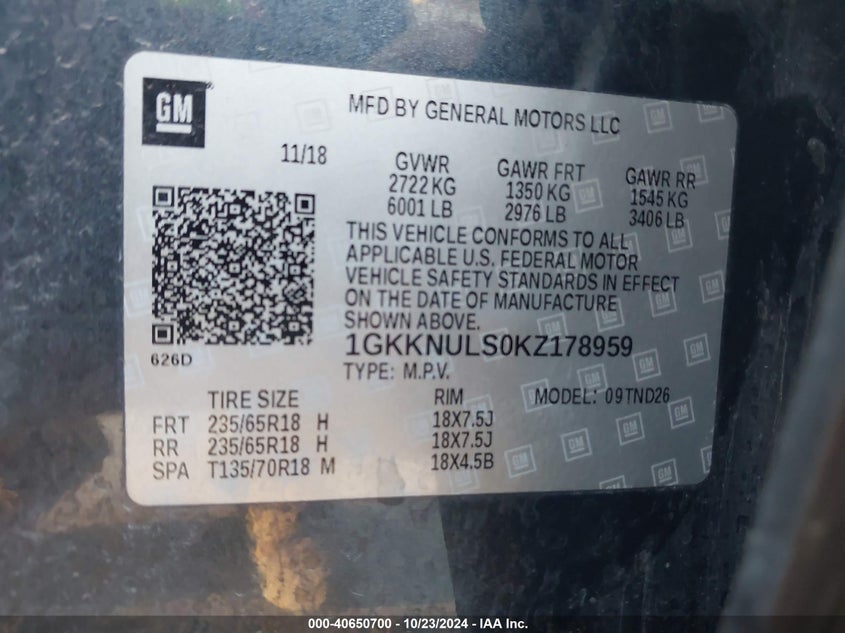 GM
MFD BY GENERAL MOTORS LLC
11/18
GVWR GAWR FRT GAWR RR
2722 KG 1350 KG 1545 KG
6001 LB 2976 LB 3406 LB
THIS VEHICLE CONFORMS TO ALL
APPLICABLE U.S. FEDERAL MOTOR
VEHICLE SAFETY STANDARDS IN EFFECT
ON THE DATE OF MANUFACTURE
SHOWN ABOVE.
626D
1GKKNULS0KZ178959
TYPE: M.P.V.
TIRE SIZE RIM MODEL: 09TND26
FRT 235/65R18 H 18X7.5J
RR 235/65R18 H 18X7.5J
SPA T135/70R18 M 18X4.5B
000-40650700 - 10/23/2024 - IAA Inc.